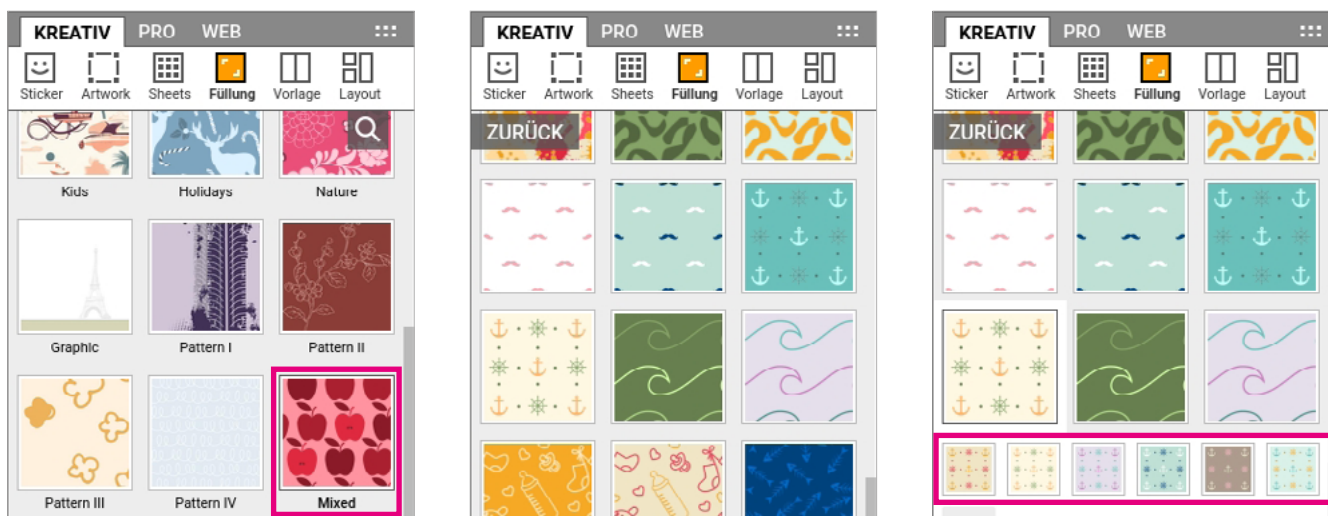 KREATIV PRO WEB
Sticker Artwork Sheets Füllung Vorlage Layout
Kids Holidays Nature
Graphic Pattern I Pattern II
Pattern III Pattern IV Mixed
KREATIV PRO WEB
Sticker Artwork Sheets Füllung Vorlage Layout
ZURÜCK
KREATIV PRO WEB
Sticker Artwork Sheets Füllung Vorlage Layout
ZURÜCK